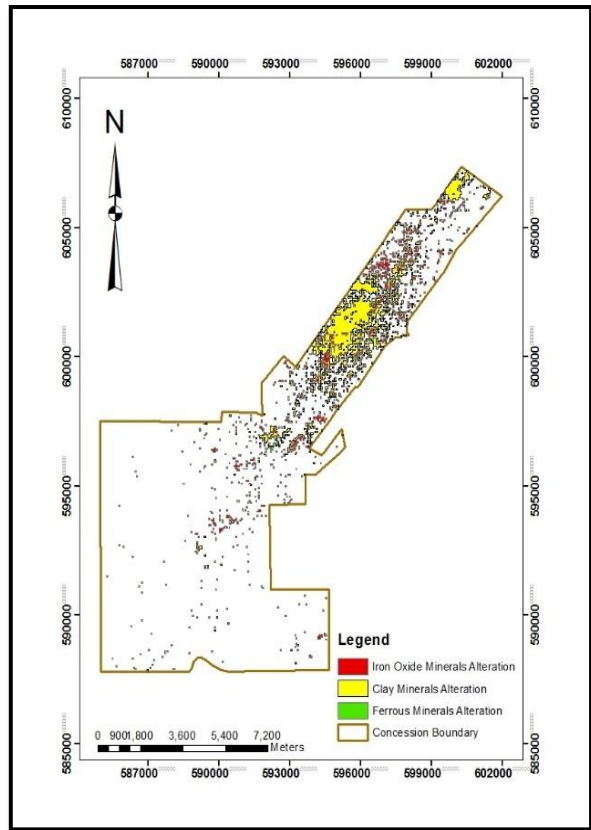 587000 590000 593000 596000 599000 602000
610000 610000
N
605000 605000
600000 600000
595000 595000
590000 590000
Legend
Iron Oxide Minerals Alteration
Clay Minerals Alteration
Ferrous Minerals Alteration
Concession Boundary
0 9001,800 3,600 5,400 7,200
Meters
585000 585000
587000 590000 593000 596000 599000 602000